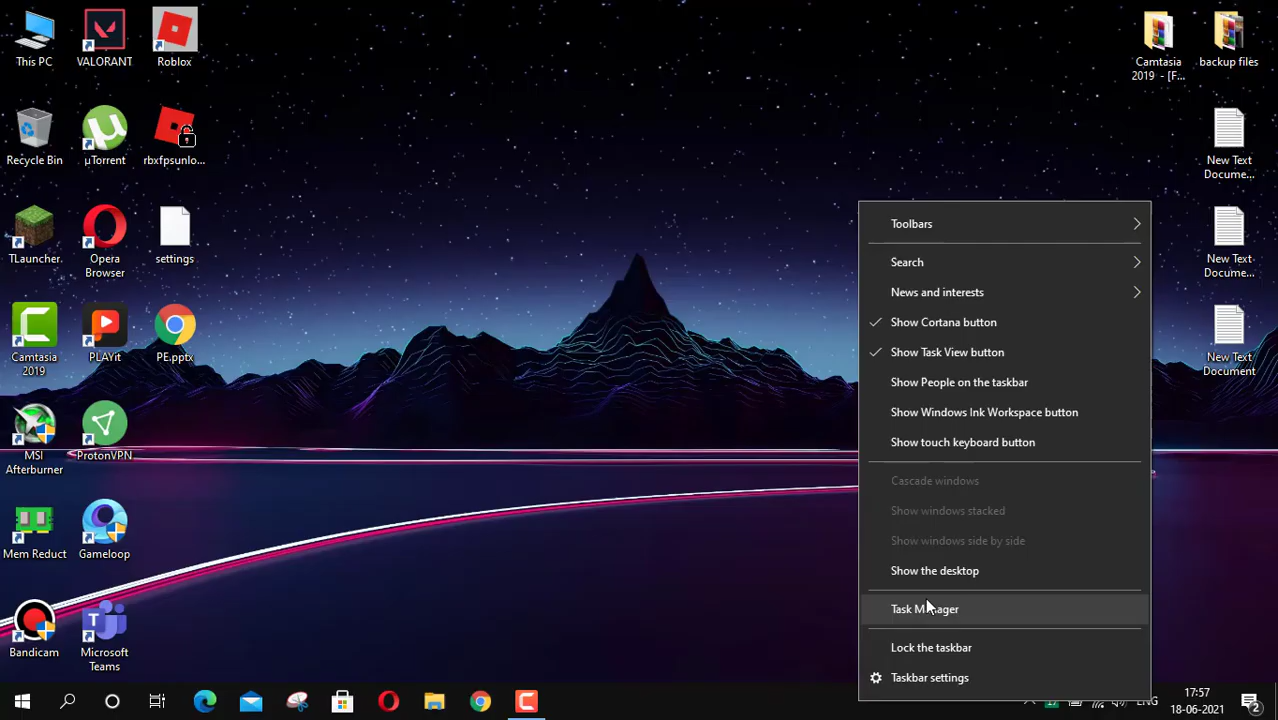 This PC
VALORANT
Roblox
Recycle Bin
µTorrent
rbxfpsunlo...
TLauncher
Opera
Browser
settings
Camtasia
2019
PLAYit
PE.pptx
MSI
Afterburner
ProtonVPN
Mem Reduct
Gameloop
Bandicam
Microsoft
Teams
Camtasia
2019 - [F...
backup files
New Text
Docume...
New Text
Docume...
New Text
Document
Toolbars
Search
News and interests
Show Cortana button
Show Task View button
Show People on the taskbar
Show Windows Ink Workspace button
Show touch keyboard button
Cascade windows
Show windows stacked
Show windows side by side
Show the desktop
Task Manager
Lock the taskbar
Taskbar settings
ENG
17:57
18-06-2021
2